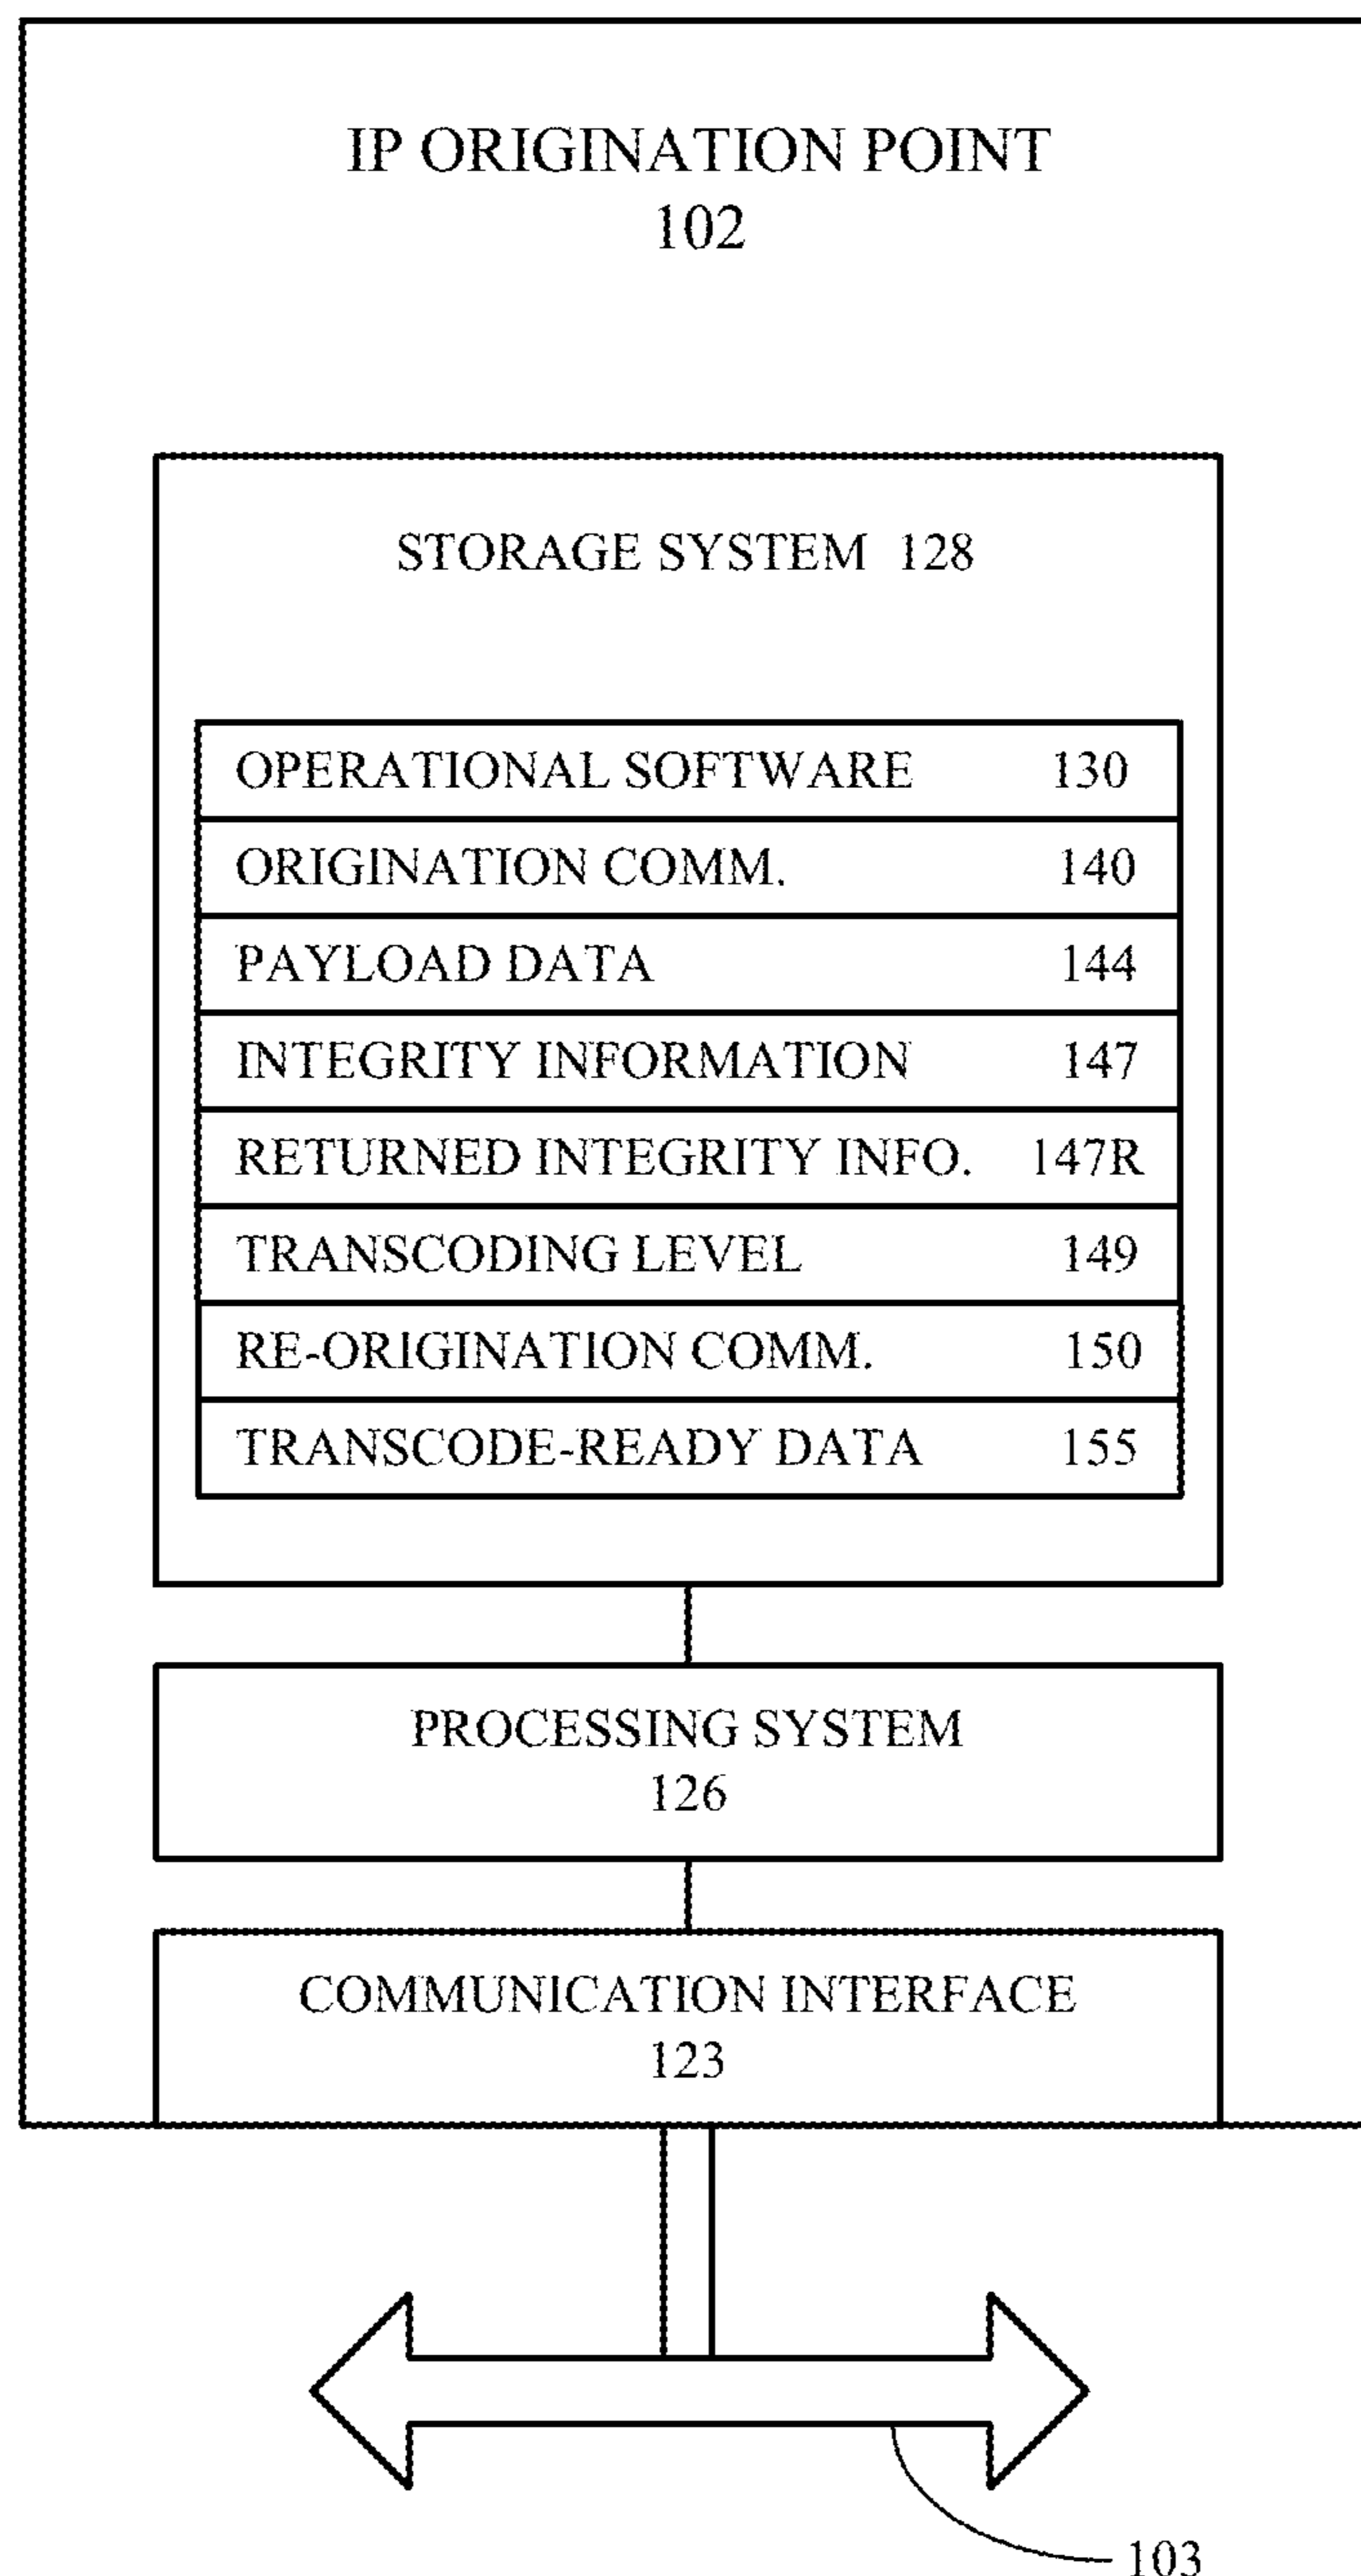 IP ORIGINATION POINT
102
STORAGE SYSTEM 128
OPERATIONAL SOFTWARE 130
ORIGINATION COMM. 140
PAYLOAD DATA 144
INTEGRITY INFORMATION 147
RETURNED INTEGRITY INFO. 147R
TRANSCODING LEVEL 149
RE-ORIGINATION COMM. 150
TRANSCODE-READY DATA 155
PROCESSING SYSTEM
126
COMMUNICATION INTERFACE
123
103